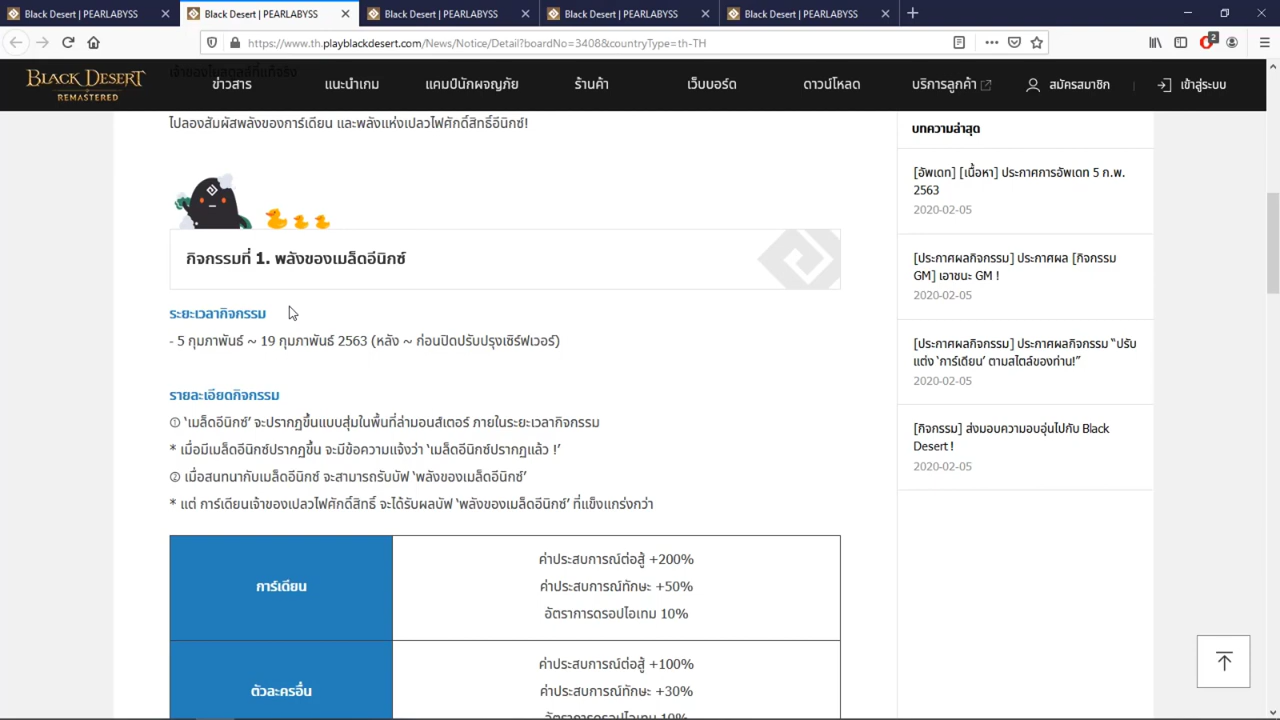 Black Desert | PEARLABYSS
Black Desert | PEARLABYSS
Black Desert | PEARLABYSS
Black Desert | PEARLABYSS
Black Desert | PEARLABYSS
https://www.th.playblackdesert.com/News/Notice/Detail?boardNo=3408&countryType=th-TH
2
BLACK DESERT
REMASTERED
ข่าวสาร
แนะนำเกม
แคมป์นักผจญภัย
ร้านค้า
เว็บบอร์ด
ดาวน์โหลด
บริการลูกค้า
สมัครสมาชิก
เข้าสู่ระบบ
ไปลองสัมผัสพลังของการ์เดียน และพลังแห่งเปลวไฟศักดิ์สิทธิ์อีนิกซ์!
กิจกรรมที่ 1. พลังของเมล็ดอีนิกซ์
ระยะเวลากิจกรรม
- 5 กุมภาพันธ์ ~ 19 กุมภาพันธ์ 2563 (หลัง ~ ก่อนปิดปรับปรุงเซิร์ฟเวอร์)
รายละเอียดกิจกรรม
① ‘เมล็ดอีนิกซ์’ จะปรากฏขึ้นแบบสุ่มในพื้นที่ล่ามอนสเตอร์ ภายในระยะเวลากิจกรรม
* เมื่อมีเมล็ดอีนิกซ์ปรากฏขึ้น จะมีข้อความแจ้งว่า ‘เมล็ดอีนิกซ์ปรากฏแล้ว !’
② เมื่อสนทนากับเมล็ดอีนิกซ์ จะสามารถรับบัฟ ‘พลังของเมล็ดอีนิกซ์’
* แต่ การ์เดียนเจ้าของเปลวไฟศักดิ์สิทธิ์ จะได้รับผลบัฟ ‘พลังของเมล็ดอีนิกซ์’ ที่แข็งแกร่งกว่า
การ์เดียน
ค่าประสบการณ์ต่อสู้ +200%
ค่าประสบการณ์ทักษะ +50%
อัตราการดรอปไอเทม 10%
ตัวละครอื่น
ค่าประสบการณ์ต่อสู้ +100%
ค่าประสบการณ์ทักษะ +30%
อัตราการดรอปไอเทม 10%
บทความล่าสุด
[อัพเดท] [เนื้อหา] ประกาศการอัพเดท 5 ก.พ.
2563
2020-02-05
[ประกาศผลกิจกรรม] ประกาศผล [กิจกรรม
GM] เอาชนะ GM !
2020-02-05
[ประกาศผลกิจกรรม] ประกาศผลกิจกรรม “ปรับ
แต่ง ‘การ์เดียน’ ตามสไตล์ของท่าน!”
2020-02-05
[กิจกรรม] ส่งมอบความอบอุ่นไปกับ Black
Desert !
2020-02-05